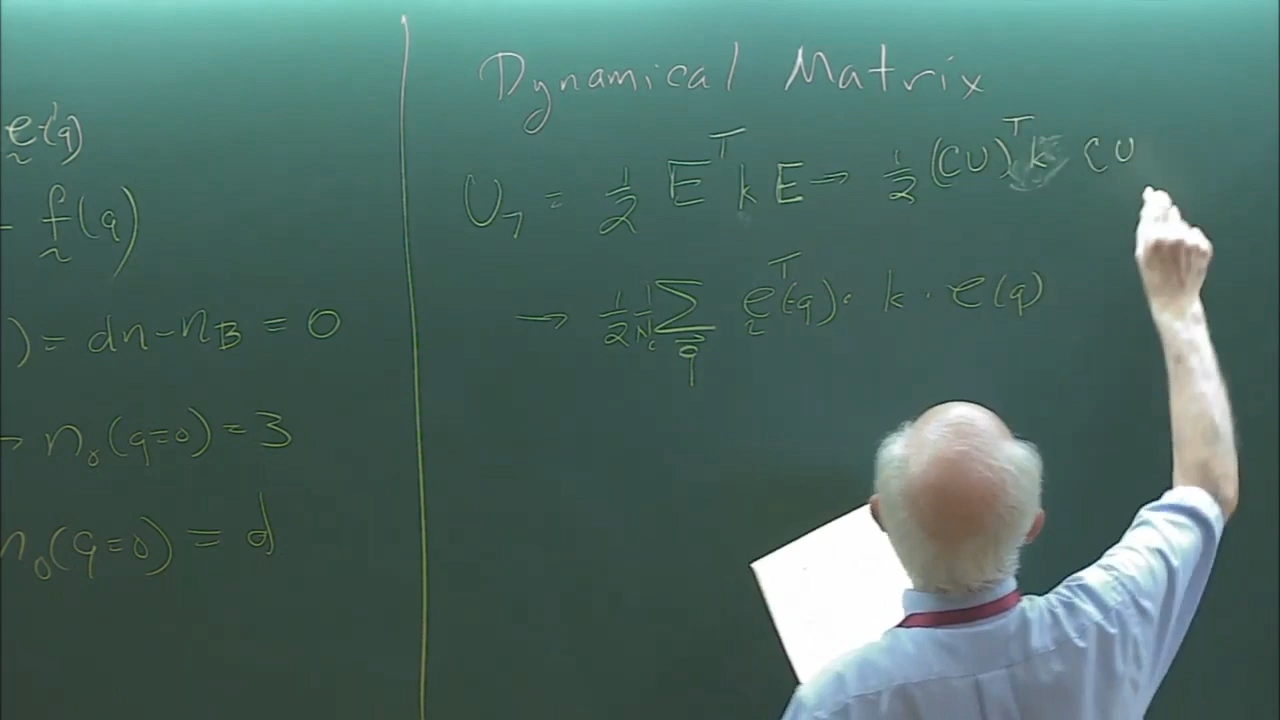 e(q)
- f(q)
) = dn - n_B = 0
→ n_0(q=0) = 3
n_0(q=0) = d
Dynamical Matrix
U_T = 1/2 E^T k E → 1/2 (CU)^T k CU
→ 1/2 1/N_c Σ_q e^T(-q) · k · e(q)